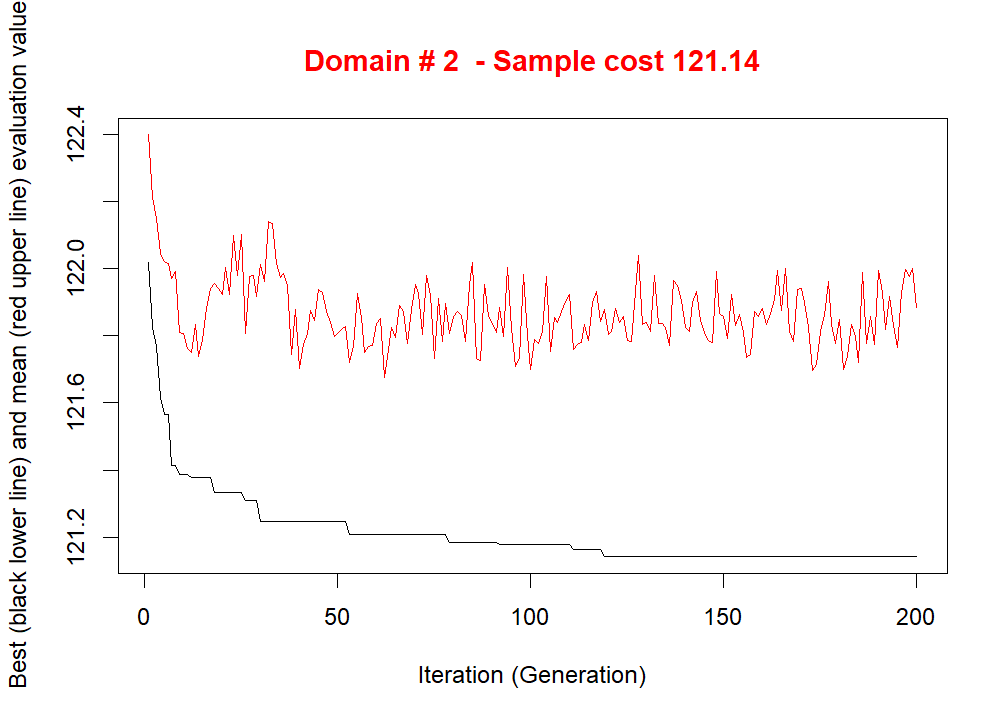 Domain # 2  - Sample cost 121.14
Best (black lower line) and mean (red upper line) evaluation value
122.4
122.0
121.6
121.2
0 50 100 150 200
Iteration (Generation)